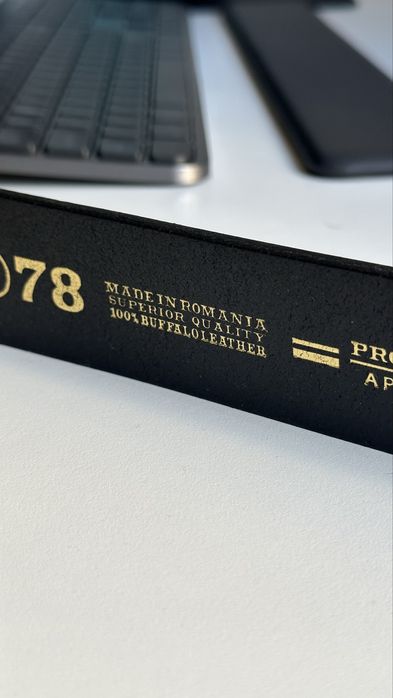 78
MADE IN ROMANIA
SUPERIOR QUALITY
100% BUFFALO LEATHER